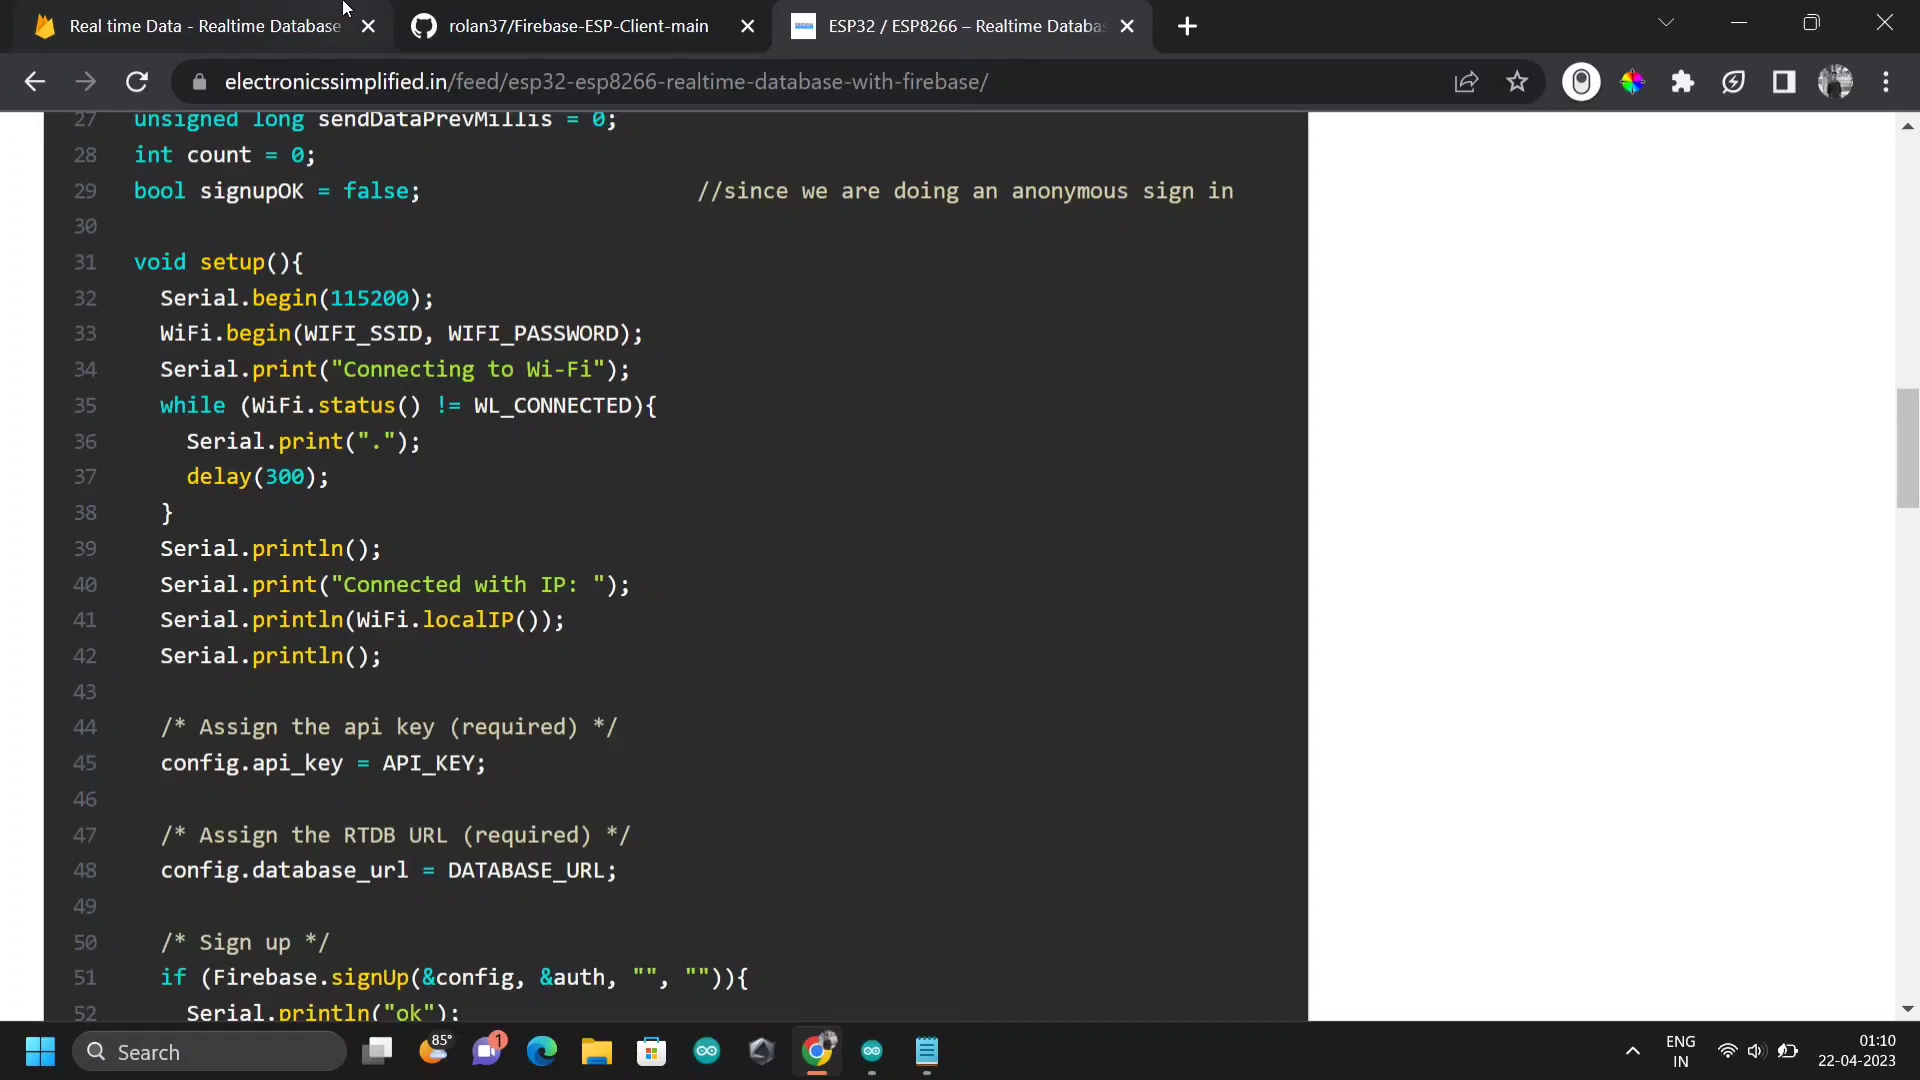 Real time Data - Realtime Database
rolan37/Firebase-ESP-Client-main
ESP32 / ESP8266 – Realtime Databa
electronicssimplified.in/feed/esp32-esp8266-realtime-database-with-firebase/
27 unsigned long sendDataPrevMillis = 0;
28 int count = 0;
29 bool signupOK = false; //since we are doing an anonymous sign in
30
31 void setup(){
32 Serial.begin(115200);
33 WiFi.begin(WIFI_SSID, WIFI_PASSWORD);
34 Serial.print("Connecting to Wi-Fi");
35 while (WiFi.status() != WL_CONNECTED){
36 Serial.print(".");
37 delay(300);
38 }
39 Serial.println();
40 Serial.print("Connected with IP: ");
41 Serial.println(WiFi.localIP());
42 Serial.println();
43
44 /* Assign the api key (required) */
45 config.api_key = API_KEY;
46
47 /* Assign the RTDB URL (required) */
48 config.database_url = DATABASE_URL;
49
50 /* Sign up */
51 if (Firebase.signUp(&config, &auth, "", "")){
52 Serial.println("ok");
Search
85°
1
ENG
IN
01:10
22-04-2023